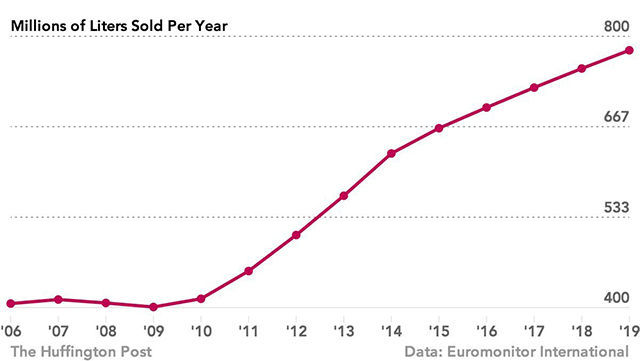 Millions of Liters Sold Per Year
800
667
533
400
'06 '07 '08 '09 '10 '11 '12 '13 '14 '15 '16 '17 '18 '19
The Huffington Post Data: Euromonitor International